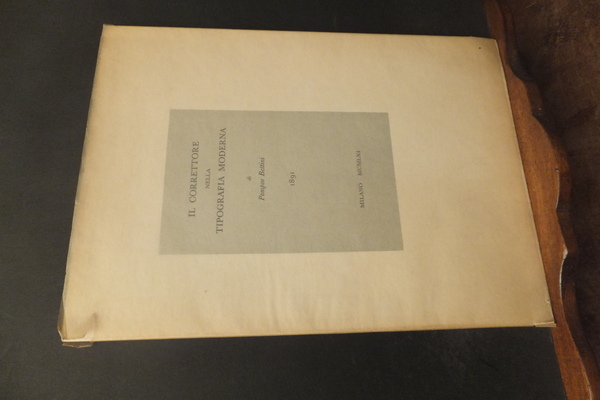 IL CORRETTORE
NELLA
TIPOGRAFIA MODERNA
di
Pompeo Bettini
1891
MILANO MCMLXI